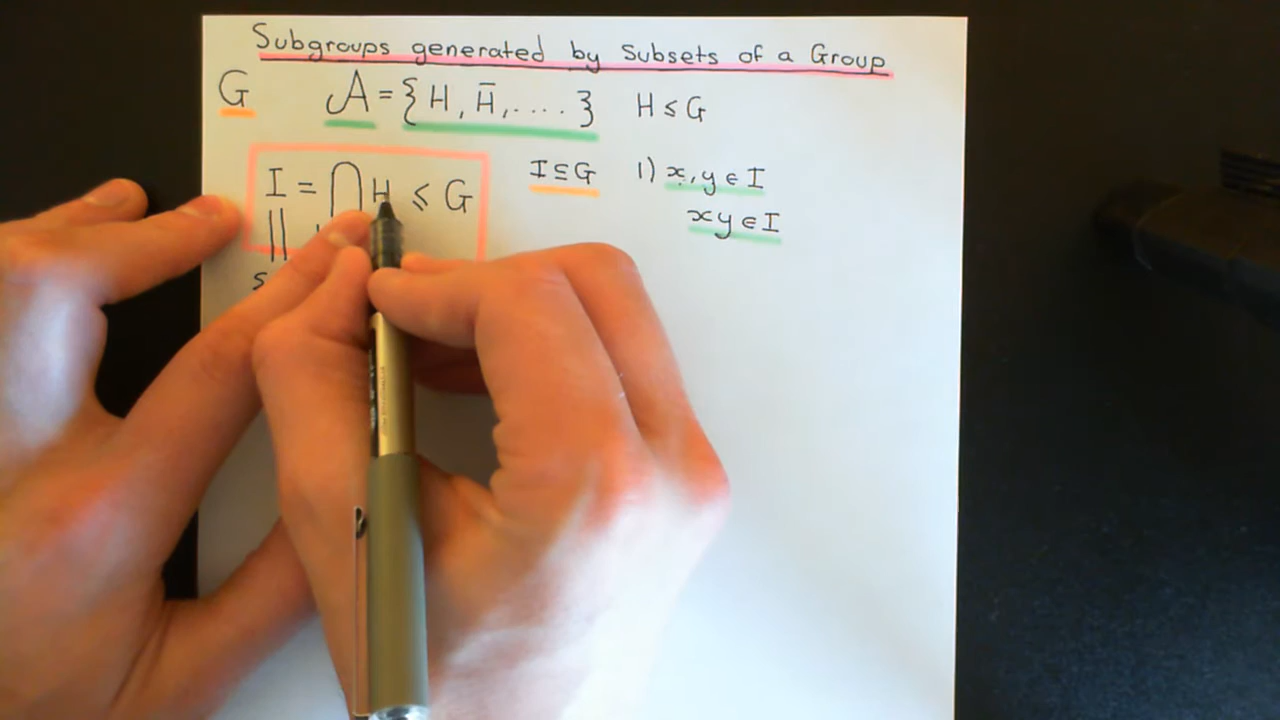 Subgroups generated by Subsets of a Group
G 𝒜 = {H, H̄, ....} H ≤ G
I = ⋂ H ≤ G I ⊆ G 1) x, y ∈ I
|| xy ∈ I